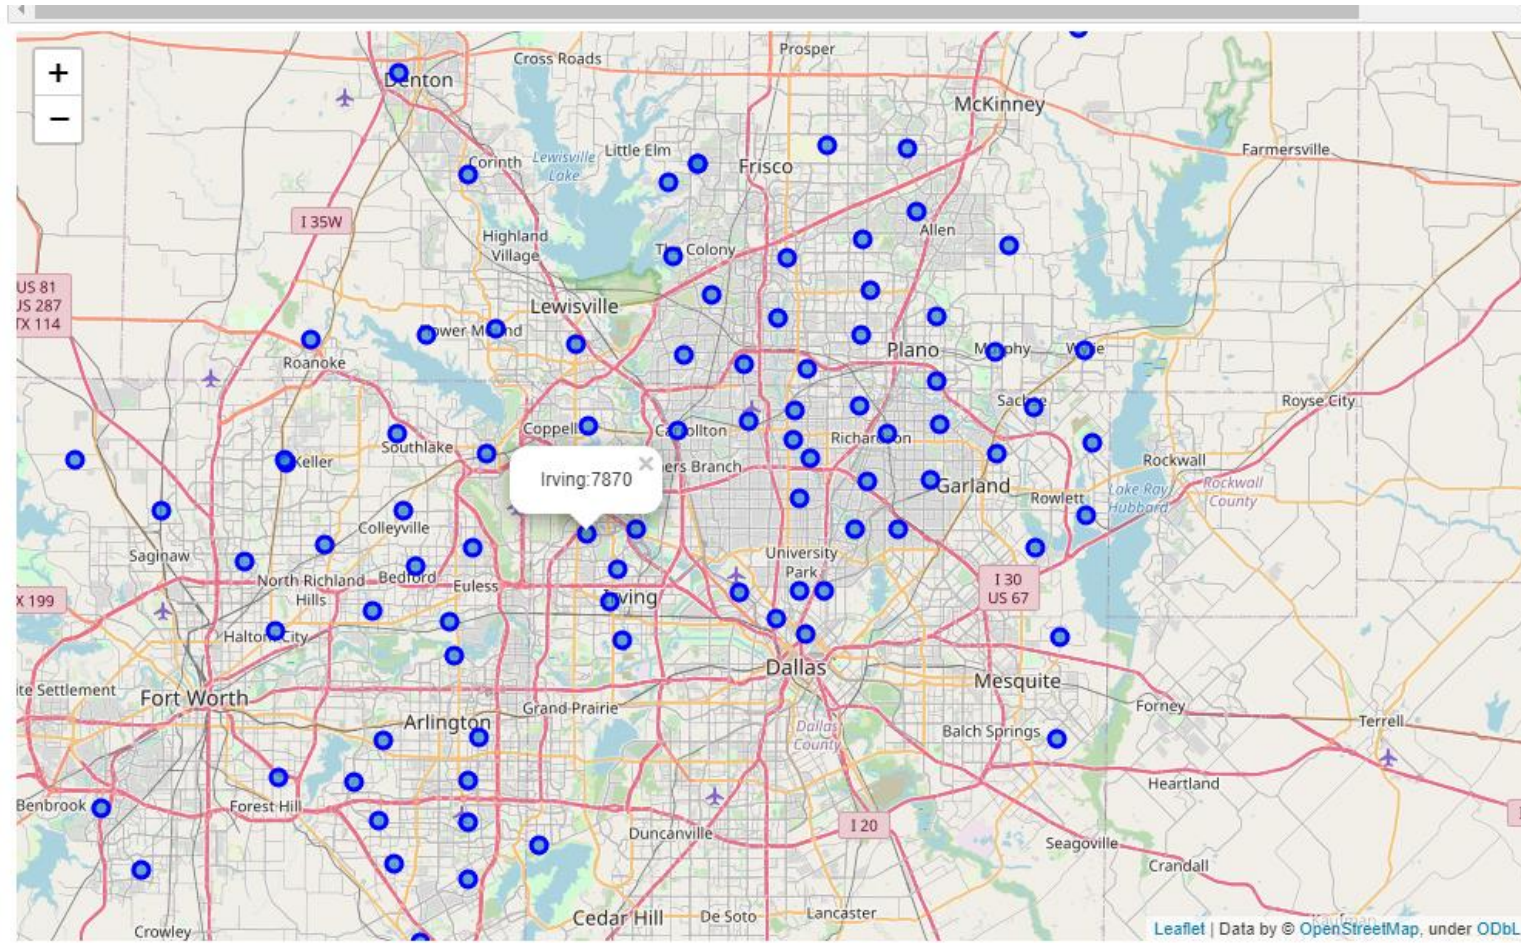 +
−
Prosper
Cross Roads
Denton
McKinney
Farmersville
Little Elm
Lewisville
Lake
Corinth
Frisco
I 35W
Highland
Village
The Colony
Allen
US 81
US 287
TX 114
Lewisville
Roanoke
Plano
Royse City
Coppell
Southlake
Keller
Rockwall
Irving:7870
×
Garland
Rowlett
Lake Ray
Hubbard
Rockwall
County
Colleyville
Saginaw
University
Park
North Richland
Hills
Bedford
Euless
I 30
US 67
X 199
Irving
Haltom City
Dallas
Mesquite
ite Settlement
Fort Worth
Grand Prairie
Arlington
Forney
Terrell
Dallas
County
Balch Springs
Heartland
Benbrook
Forest Hill
I 20
Duncanville
Seagoville
Crandall
Cedar Hill
De Soto
Lancaster
Crowley
Kaufman
Leaflet | Data by © OpenStreetMap, under ODbL